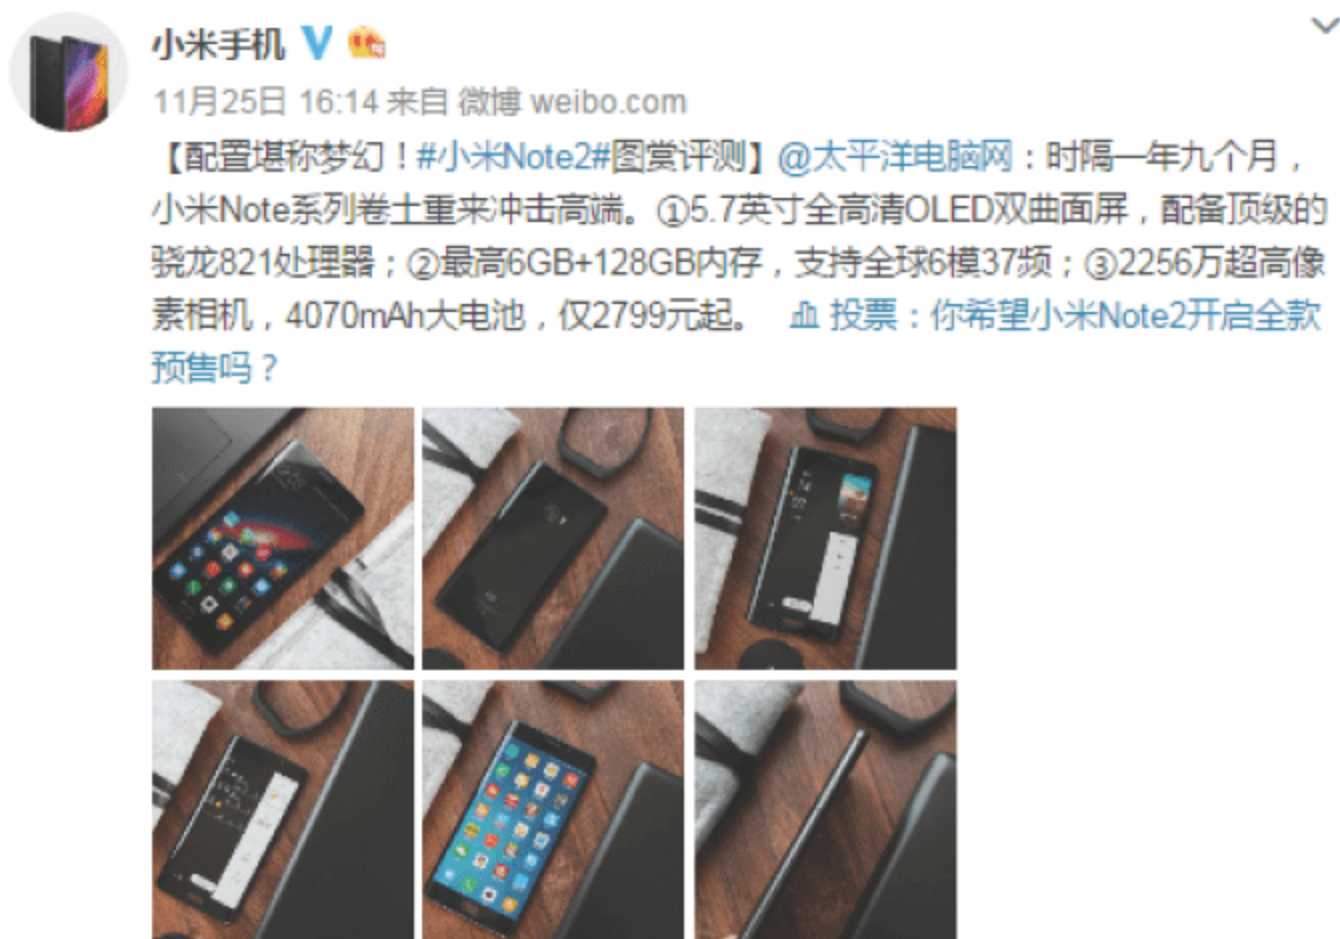 小米手机
11月25日 16:14 来自 微博 weibo.com
【配置堪称梦幻！#小米Note2#图赏评测】@太平洋电脑网：时隔一年九个月，
小米Note系列卷土重来冲击高端。①5.7英寸全高清OLED双曲面屏，配备顶级的
骁龙821处理器；②最高6GB+128GB内存，支持全球6模37频；③2256万超高像
素相机，4070mAh大电池，仅2799元起。 投票：你希望小米Note2开启全款
预售吗？